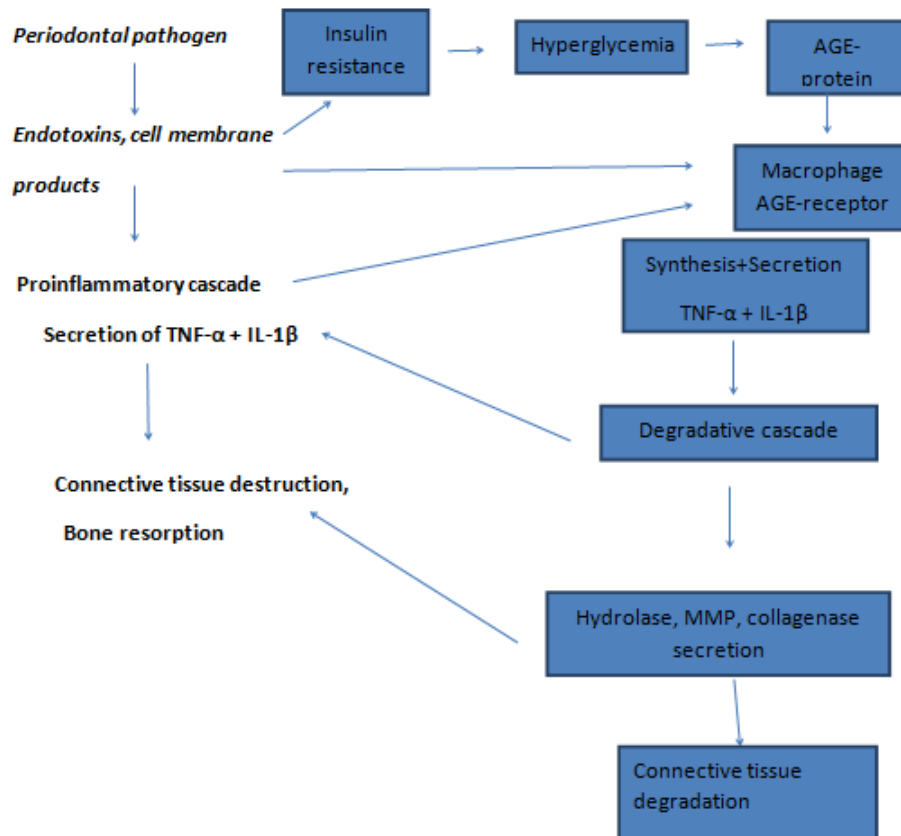 Periodontal pathogen
Insulin
resistance
Hyperglycemia
AGE-
protein
Endotoxins, cell membrane
products
Macrophage
AGE-receptor
Proinflammatory cascade
Secretion of TNF-α + IL-1β
Synthesis+Secretion
TNF-α + IL-1β
Degradative cascade
Connective tissue destruction,
Bone resorption
Hydrolase, MMP, collagenase
secretion
Connective tissue
degradation